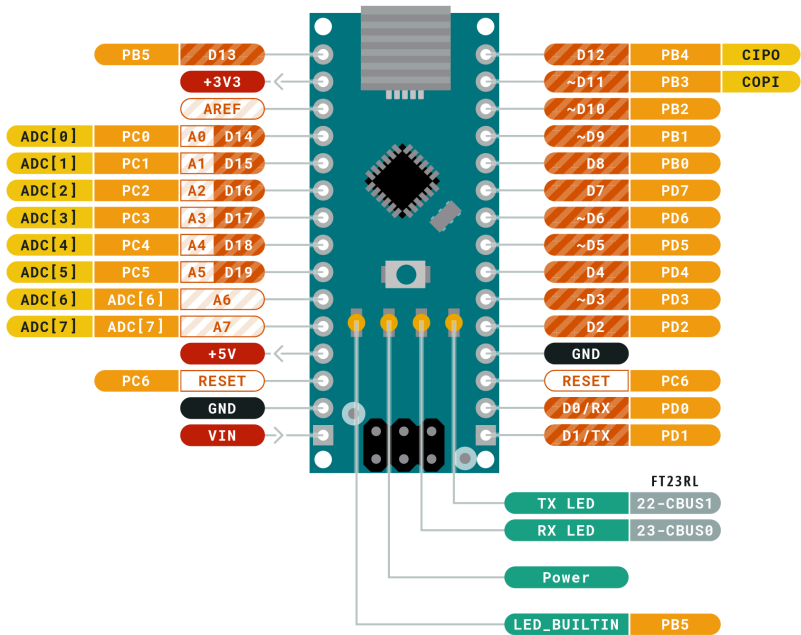 PB5 D13 D12 PB4 CIPO
+3V3 ~D11 PB3 COPI
AREF ~D10 PB2
ADC[0] PC0 A0 D14 ~D9 PB1
ADC[1] PC1 A1 D15 D8 PB0
ADC[2] PC2 A2 D16 D7 PD7
ADC[3] PC3 A3 D17 ~D6 PD6
ADC[4] PC4 A4 D18 ~D5 PD5
ADC[5] PC5 A5 D19 D4 PD4
ADC[6] ADC[6] A6 ~D3 PD3
ADC[7] ADC[7] A7 D2 PD2
+5V GND
PC6 RESET RESET PC6
GND D0/RX PD0
VIN D1/TX PD1
FT23RL
TX LED 22-CBUS1
RX LED 23-CBUS0
Power
LED_BUILTIN PB5